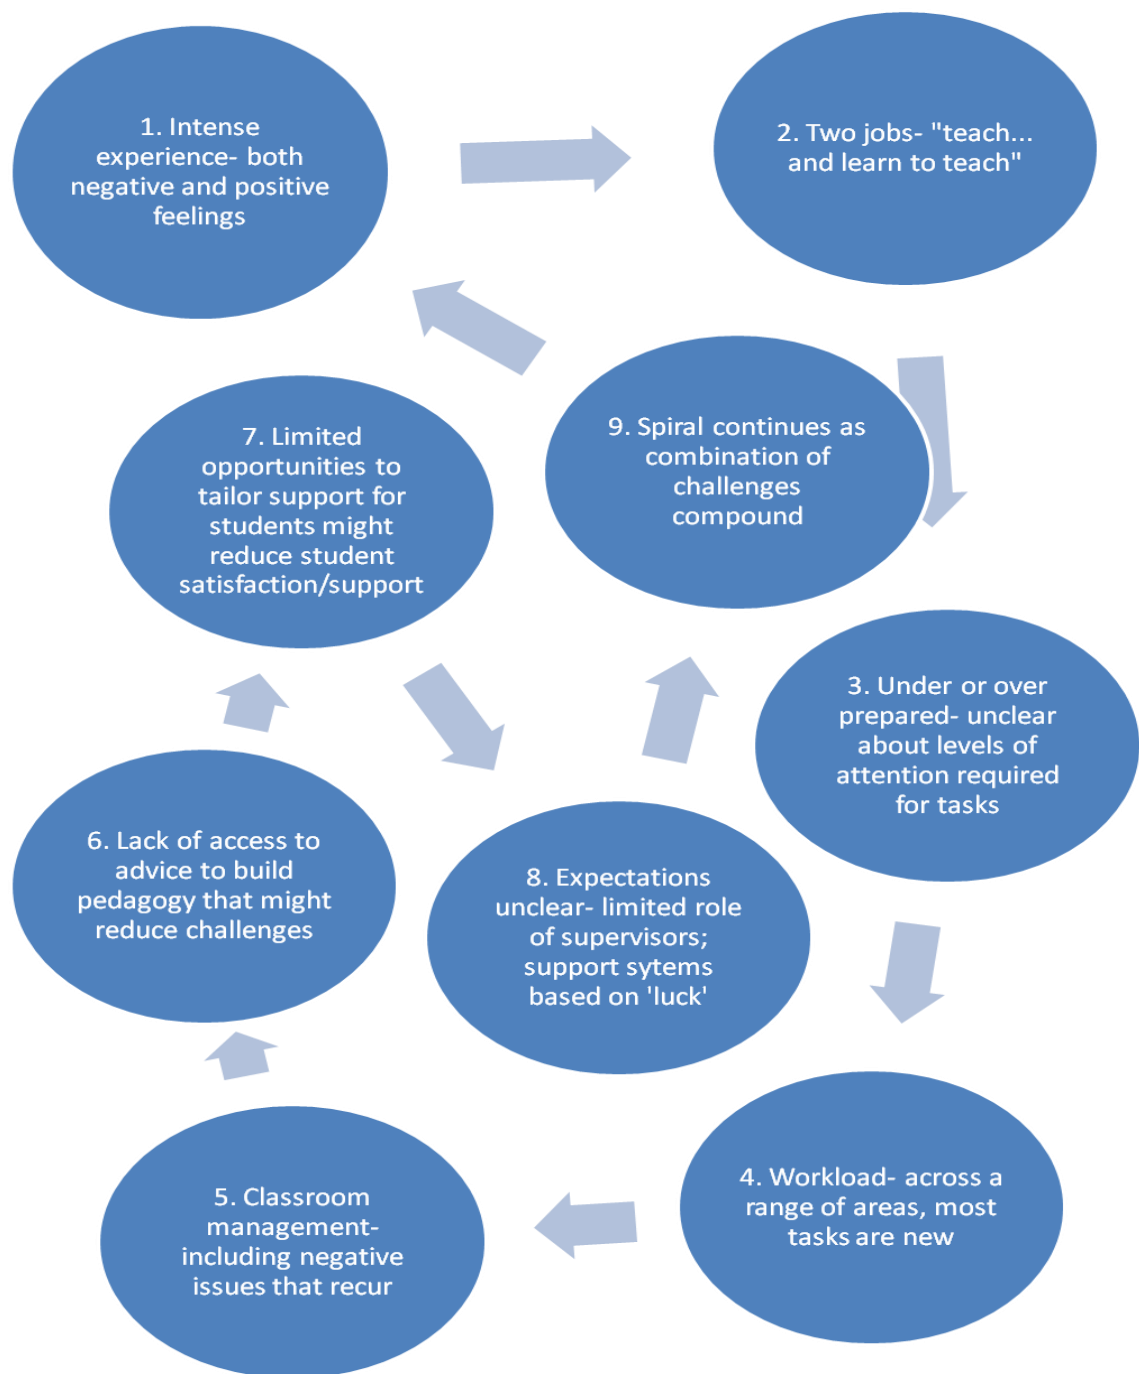 1. Intense
experience- both
negative and positive
feelings
2. Two jobs- "teach...
and learn to teach"
3. Under or over
prepared- unclear
about levels of
attention required
for tasks
4. Workload- across a
range of areas, most
tasks are new
5. Classroom
management-
including negative
issues that recur
6. Lack of access to
advice to build
pedagogy that might
reduce challenges
7. Limited
opportunities to
tailor support for
students might
reduce student
satisfaction/support
8. Expectations
unclear- limited role
of supervisors;
support sytems
based on 'luck'
9. Spiral continues as
combination of
challenges
compound